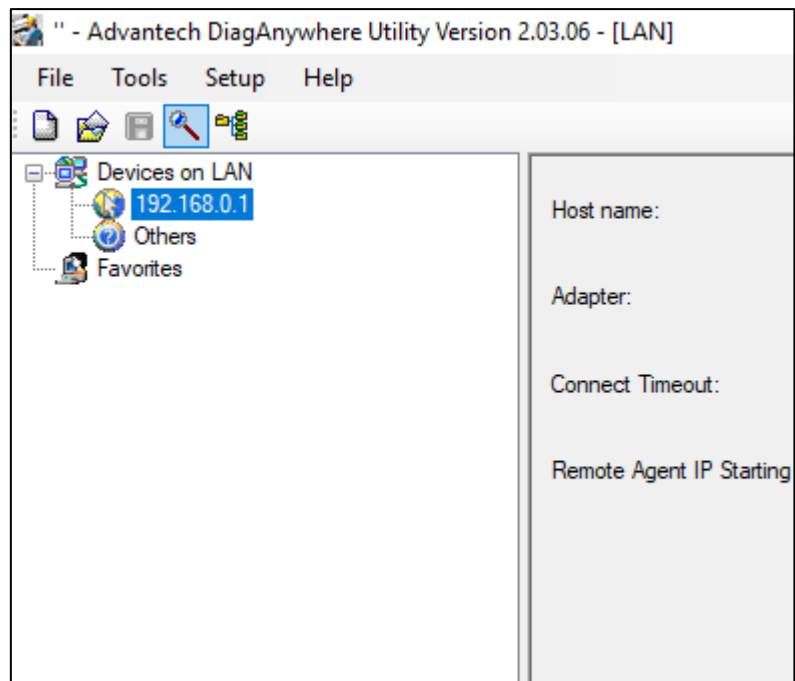 " - Advantech DiagAnywhere Utility Version 2.03.06 - [LAN]
File Tools Setup Help
Devices on LAN
192.168.0.1
Others
Favorites
Host name:
Adapter:
Connect Timeout:
Remote Agent IP Starting